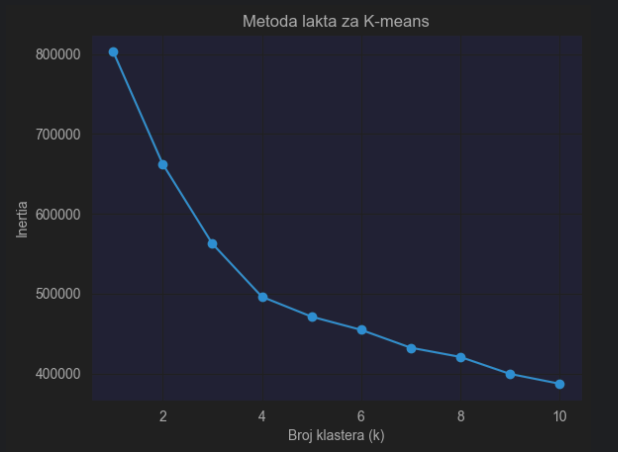 Metoda lakta za K-means
800000
700000
600000
500000
400000
Inertia
2 4 6 8 10
Broj klastera (k)